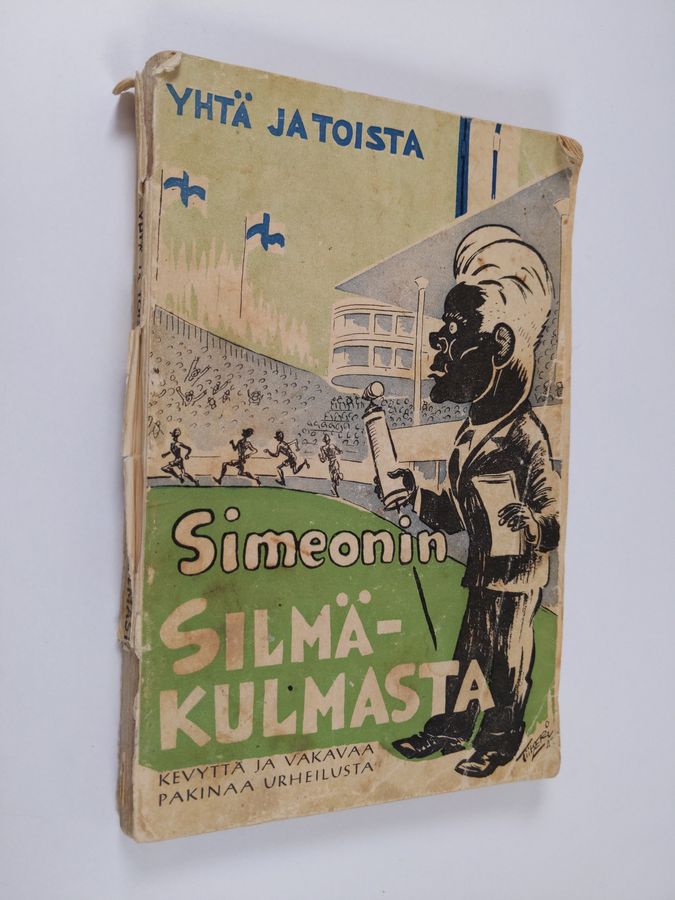 YHTÄ JA TOISTA
Simeonin
SILMÄ-
KULMASTA
KEVYTTÄ JA VAKAVAA
PAKINAA URHEILUSTA